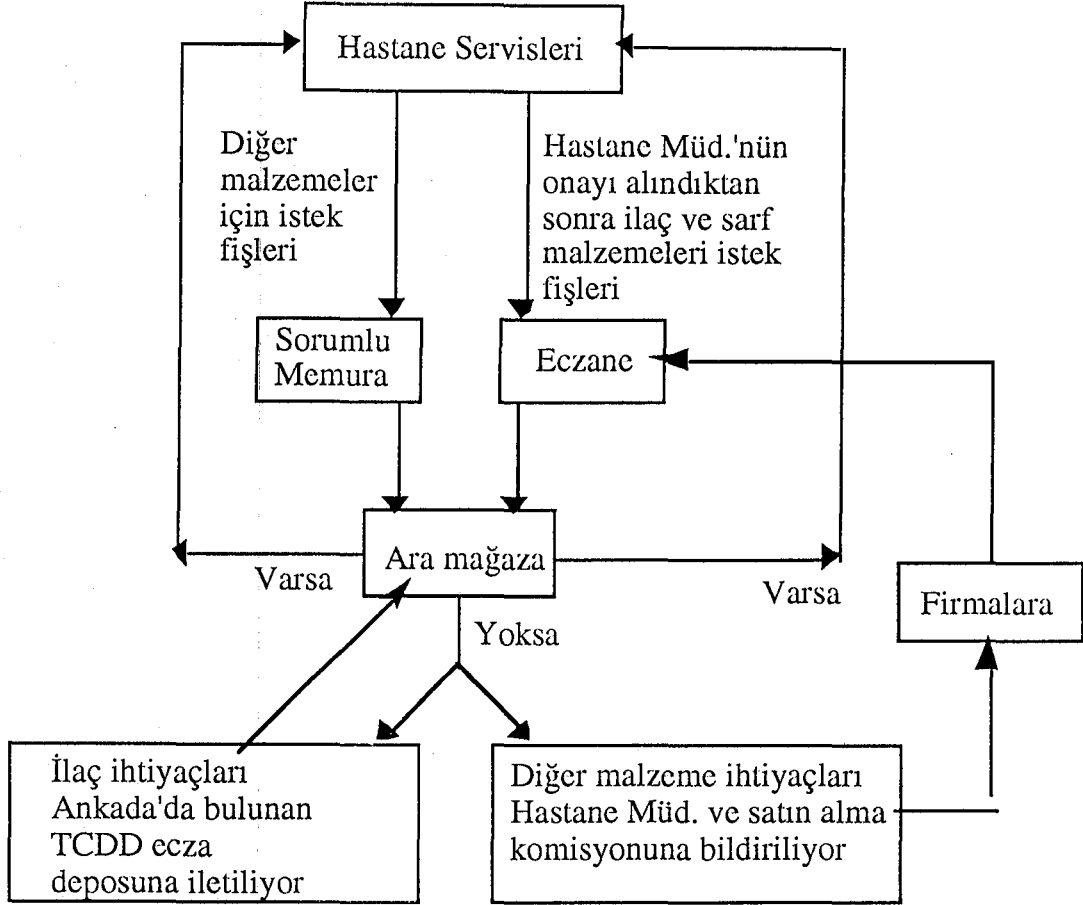 Hastane Servisleri
Diğer
malzemeler
için istek
fişleri
Hastane Müd.'nün
onayı alındıktan
sonra ilaç ve sarf
malzemeleri istek
fişleri
Sorumlu
Memura
Eczane
Ara mağaza
Varsa
Varsa
Firmalara
Yoksa
İlaç ihtiyaçları
Ankada'da bulunan
TCDD ecza
deposuna iletiliyor
Diğer malzeme ihtiyaçları
Hastane Müd. ve satın alma
komisyonuna bildiriliyor